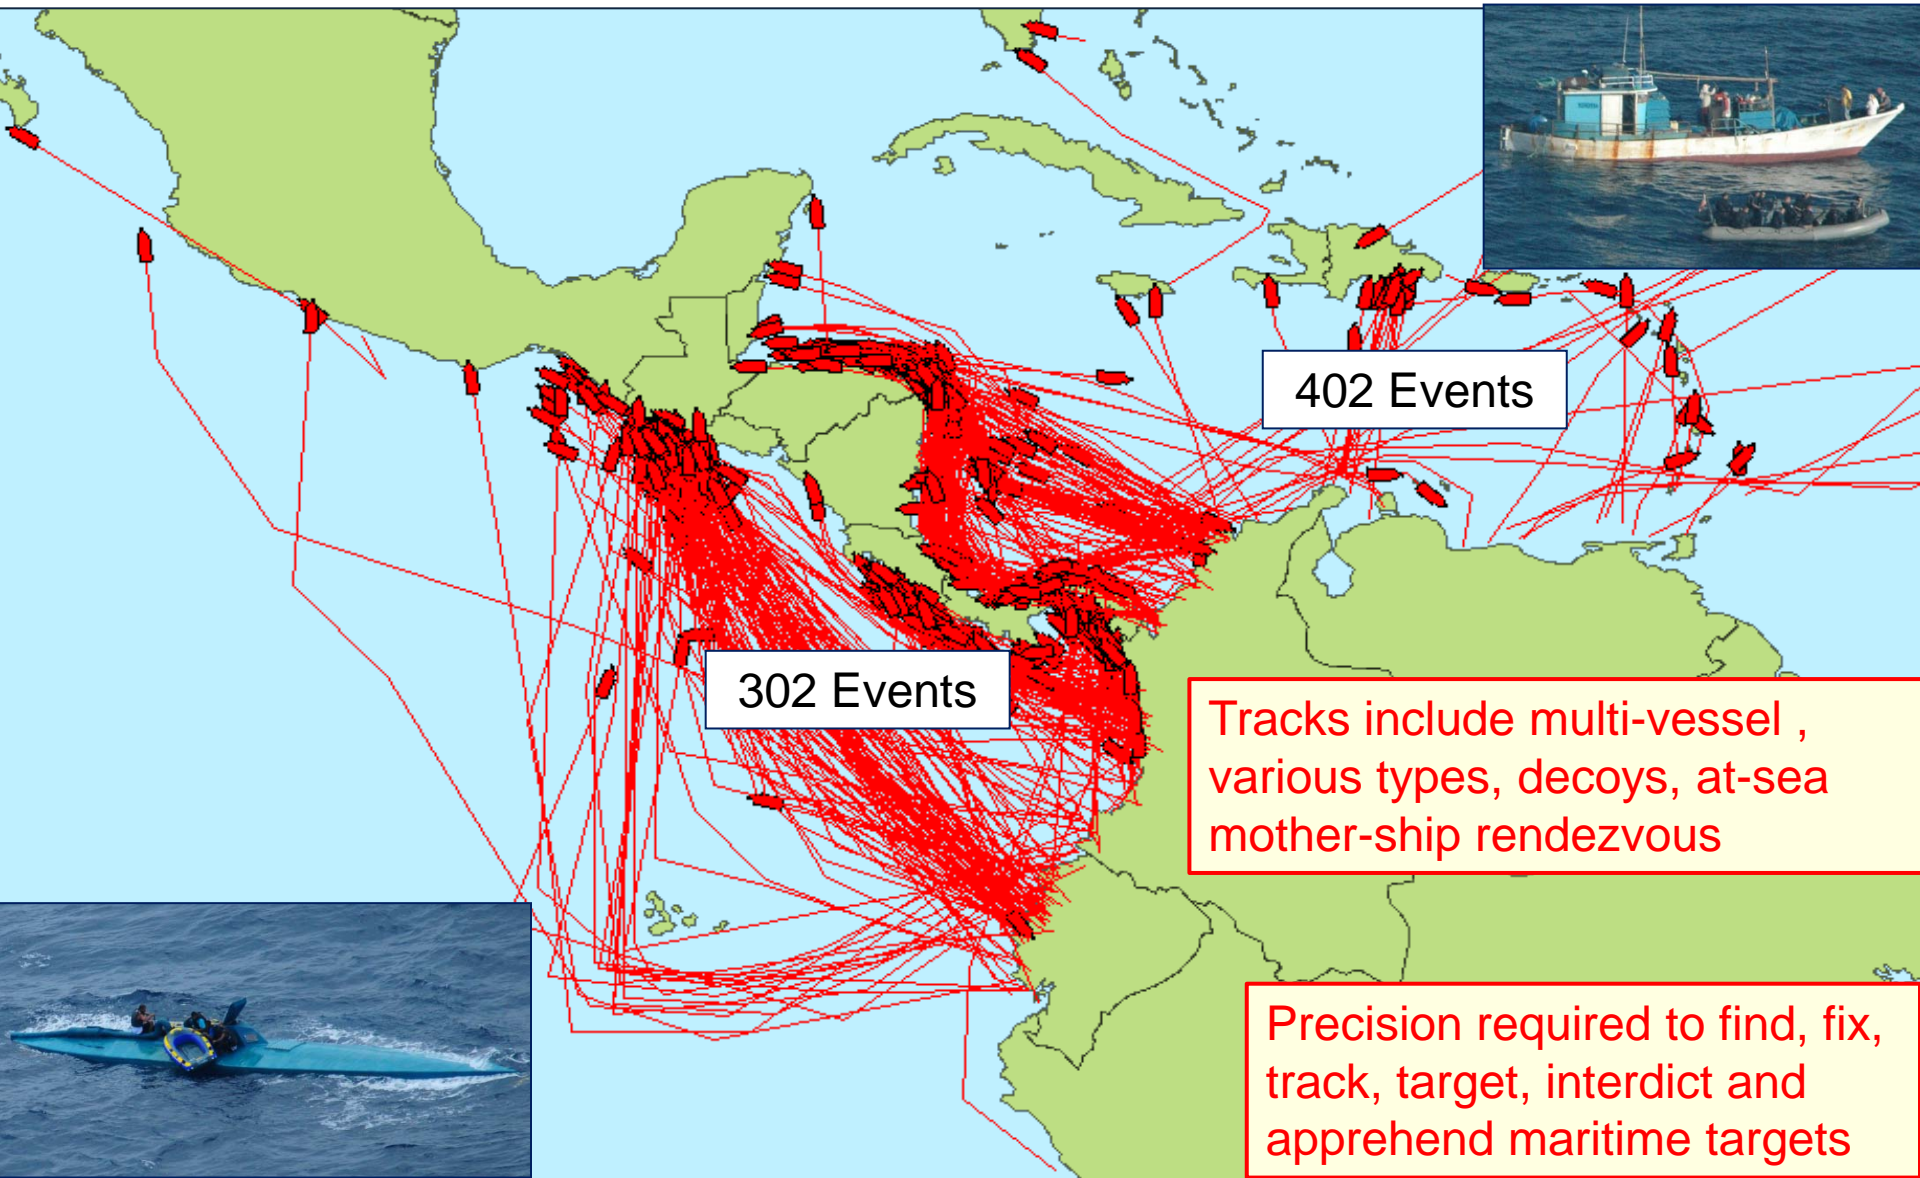 402 Events
302 Events
Tracks include multi-vessel ,
various types, decoys, at-sea
mother-ship rendezvous
Precision required to find, fix,
track, target, interdict and
apprehend maritime targets